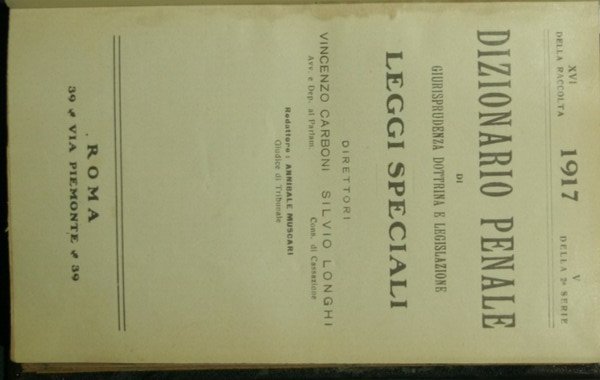 XVI
DELLA RACCOLTA
1917
V
DELLA 2ª SERIE
DIZIONARIO PENALE
DI
GIURISPRUDENZA DOTTRINA E LEGISLAZIONE
LEGGI SPECIALI
DIRETTORI
VINCENZO CARBONI
Avv. e Dep. al Parlam.
SILVIO LONGHI
Cons. di Cassazione
Redattore: ANNIBALE MUSCARI
Giudice di Tribunale
ROMA
39 VIA PIEMONTE 39